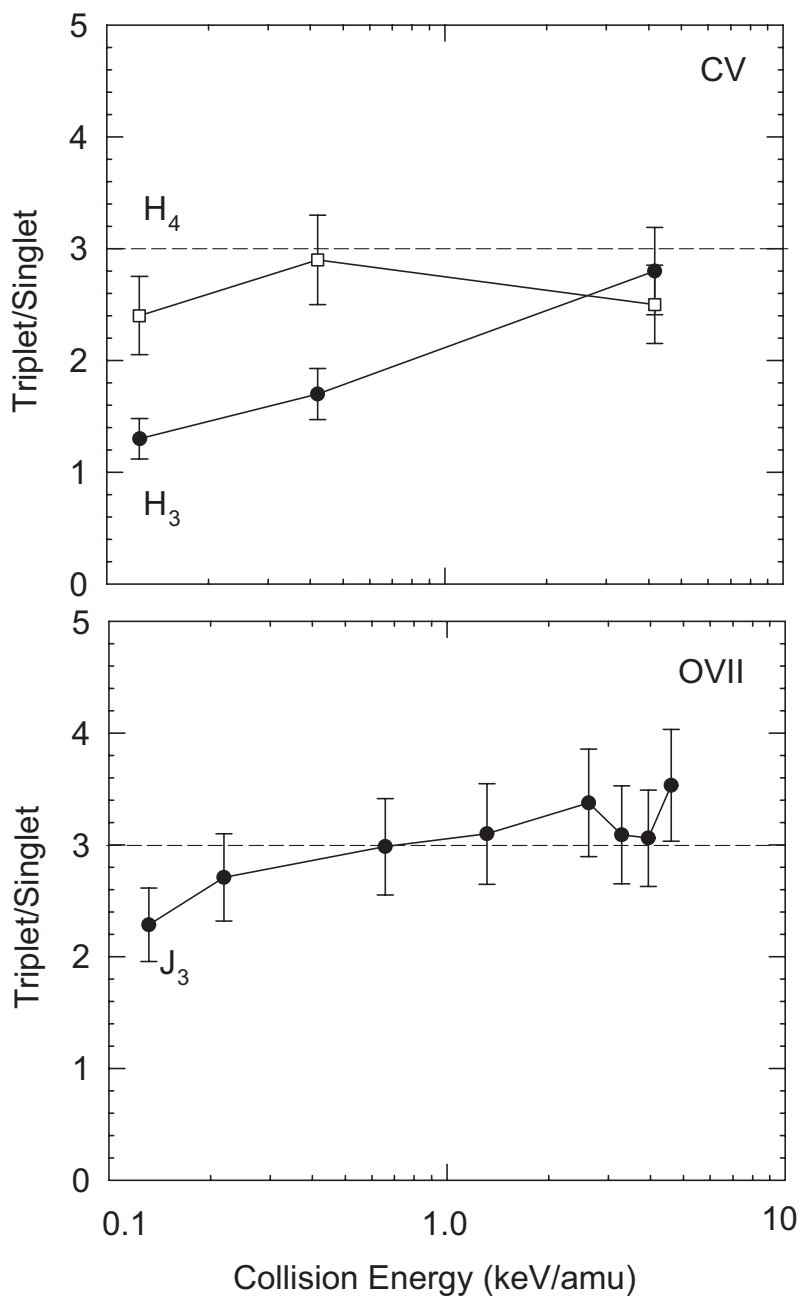 5
CV
4
H₄
3
Triplet/Singlet
2
1
H₃
0
5
OVII
4
3
Triplet/Singlet
2
J₃
1
0
0.1 1.0 10
Collision Energy (keV/amu)